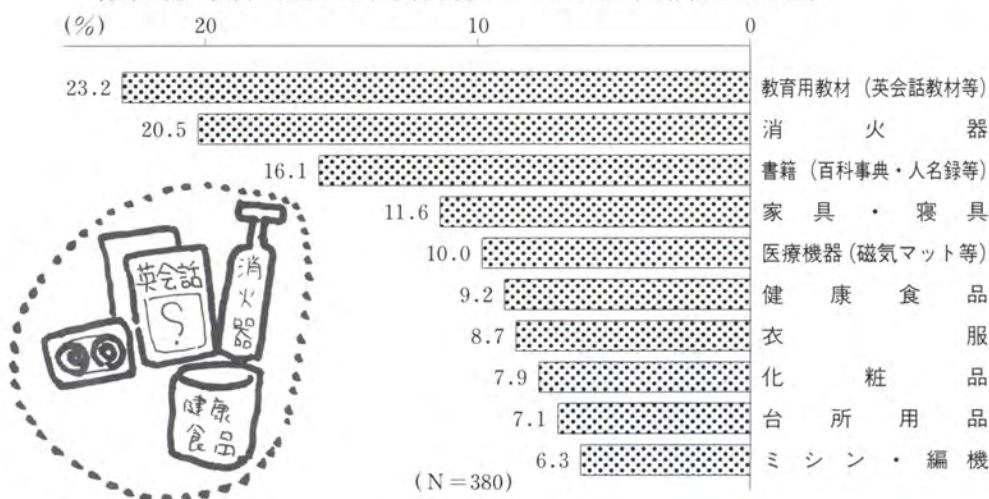 (%) 20 10 0
23.2 教育用教材（英会話教材等）
20.5 消火器
16.1 書籍（百科事典・人名録等）
11.6 家具・寝具
10.0 医療機器（磁気マット等）
9.2 健康食品
8.7 衣服
7.9 化粧品
7.1 台所用品
6.3 ミシン・編機
(N＝380)
英会話
?
消火器
健康
食品